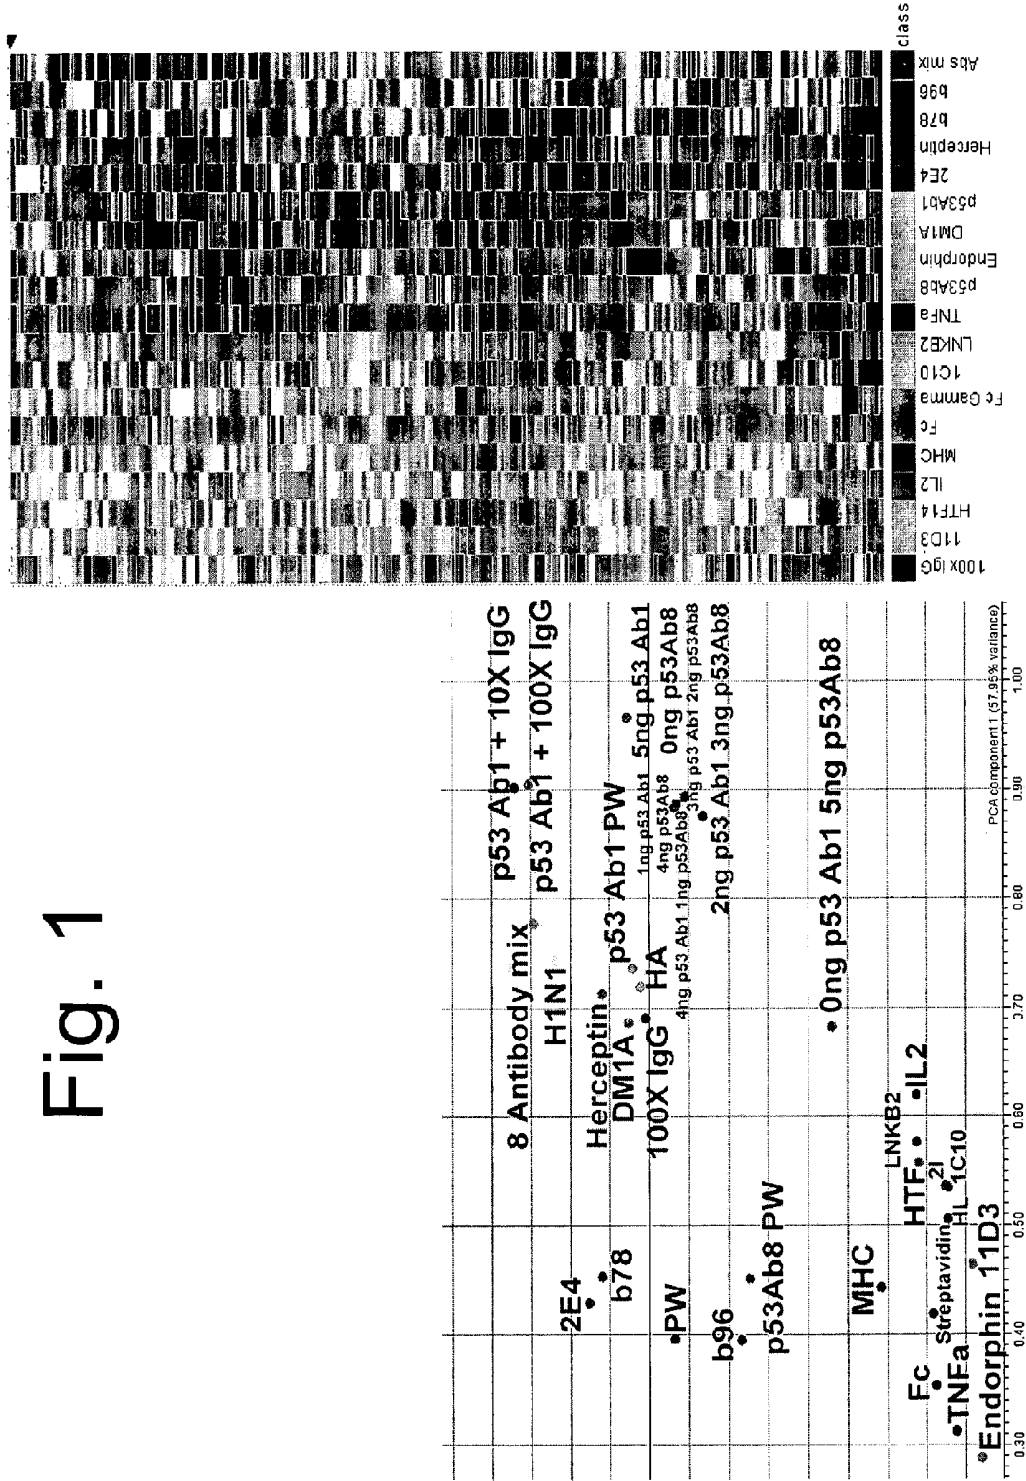 Fig. 1
class
Abs mix
b96
b78
Herceptin
2E4
p53Ab1
DM1A
Endorphin
p53Ab8
TNFa
LNKB2
1C10
Fc Gamma
Fc
MHC
IL2
HTF14
11D3
100x IgG
p53 Ab1 + 10X IgG
p53 Ab1 + 100X IgG
8 Antibody mix
H1N1
2E4
b78
Herceptin
DM1A
100X IgG
HA
p53 Ab1 PW
5ng p53 Ab1
0ng p53Ab8
1ng p53 Ab1
4ng p53Ab8
4ng p53 Ab1 1ng p53Ab8
3ng p53 Ab1 2ng p53Ab8
2ng p53 Ab1 3ng p53Ab8
PW
b96
p53Ab8 PW
0ng p53 Ab1 5ng p53Ab8
MHC
LNKB2
IL2
HTF
2I
1C10
HL
Streptavidin
Fc
TNFa
Endorphin 11D3
PCA component 1 (57.95% variance)
0.30 0.40 0.50 0.60 0.70 0.80 0.90 1.00